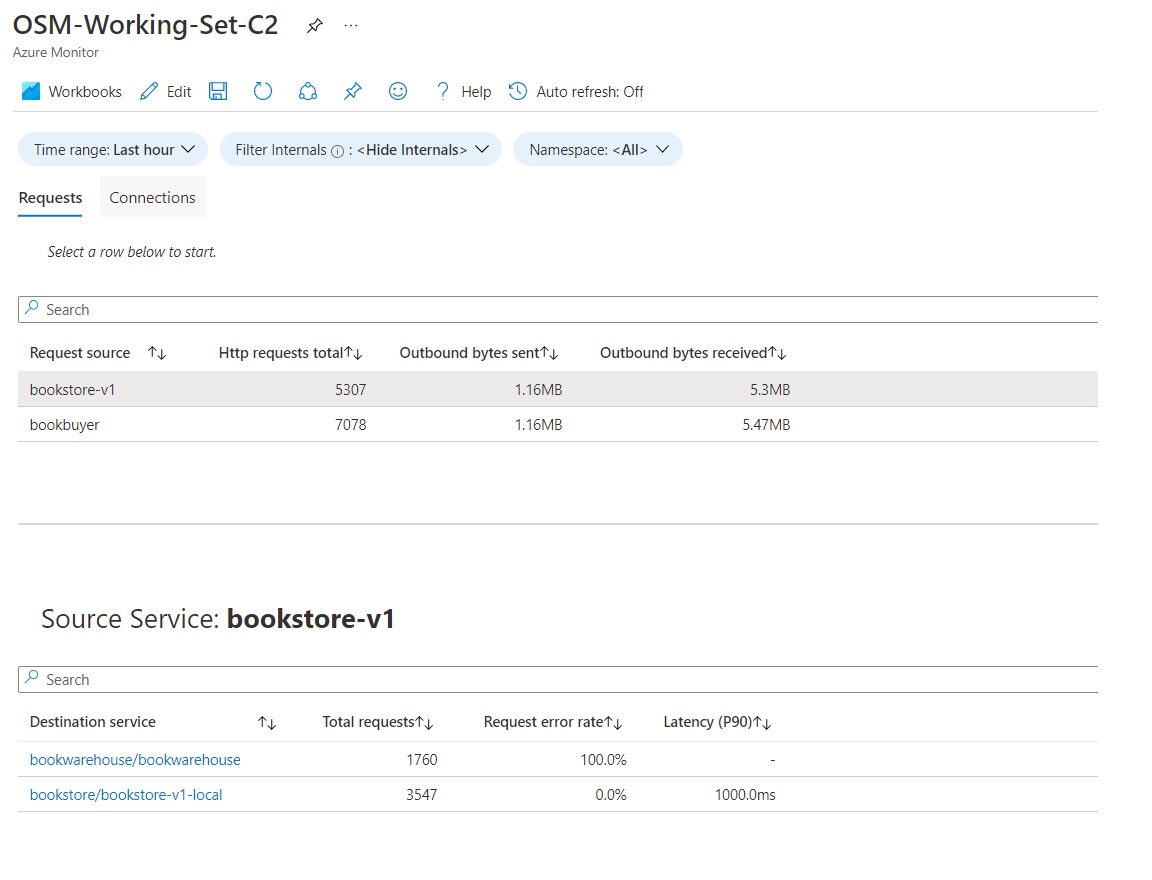 OSM-Working-Set-C2
Azure Monitor
Workbooks Edit Help Auto refresh: Off
Time range: Last hour Filter Internals : <Hide Internals> Namespace: <All>
Requests Connections
Select a row below to start.
Search
Request source Http requests total Outbound bytes sent Outbound bytes received
bookstore-v1 5307 1.16MB 5.3MB
bookbuyer 7078 1.16MB 5.47MB
Source Service: bookstore-v1
Search
Destination service Total requests Request error rate Latency (P90)
bookwarehouse/bookwarehouse 1760 100.0% -
bookstore/bookstore-v1-local 3547 0.0% 1000.0ms